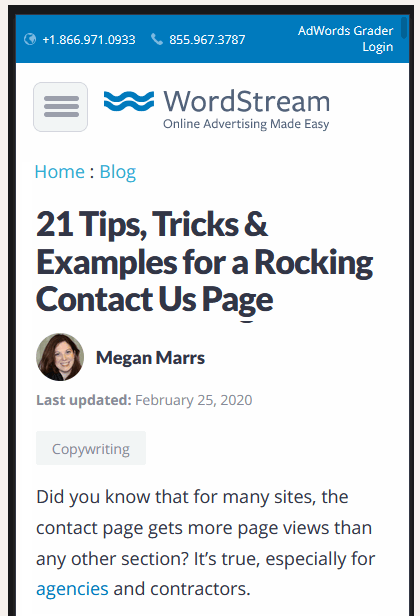 +1.866.971.0933 855.967.3787 AdWords Grader
Login
WordStream
Online Advertising Made Easy
Home : Blog
21 Tips, Tricks &
Examples for a Rocking
Contact Us Page
Megan Marrs
Last updated: February 25, 2020
Copywriting
Did you know that for many sites, the
contact page gets more page views than
any other section? It’s true, especially for
agencies and contractors.